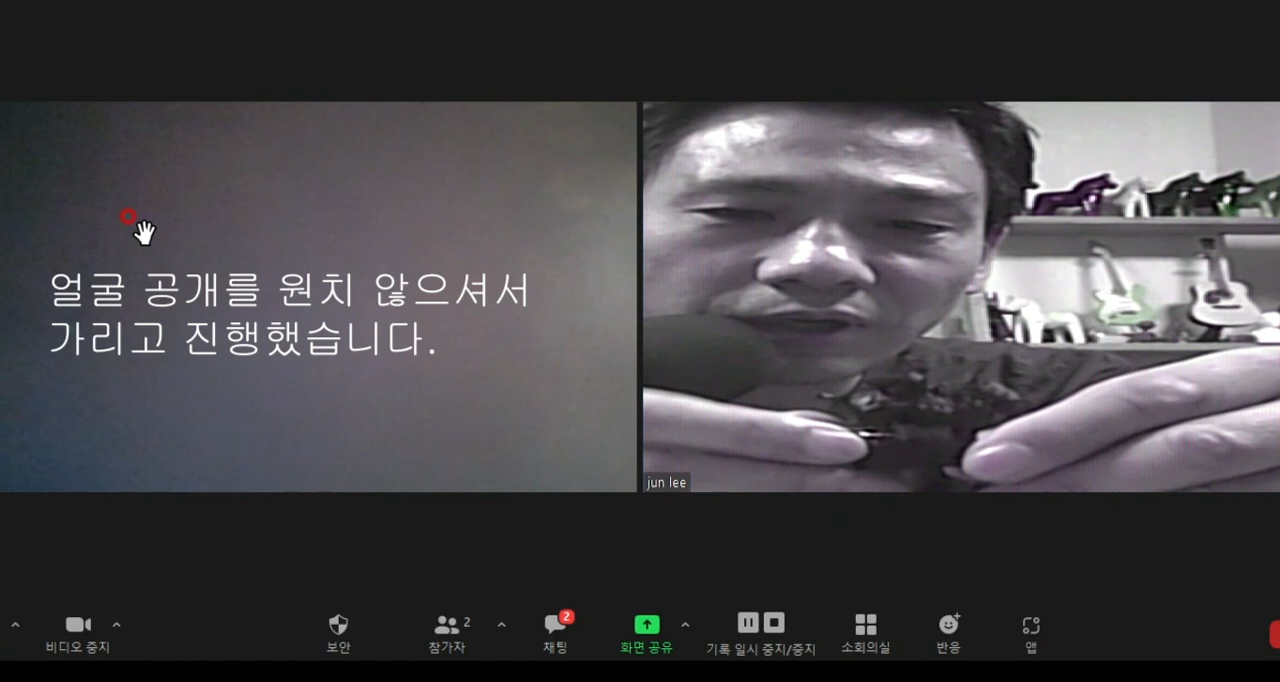 얼굴 공개를 원치 않으셔서
가리고 진행했습니다.
jun lee
비디오 중지
보안
2
참가자
2
채팅
화면 공유
기록 일시 중지/중지
소회의실
반응
앱